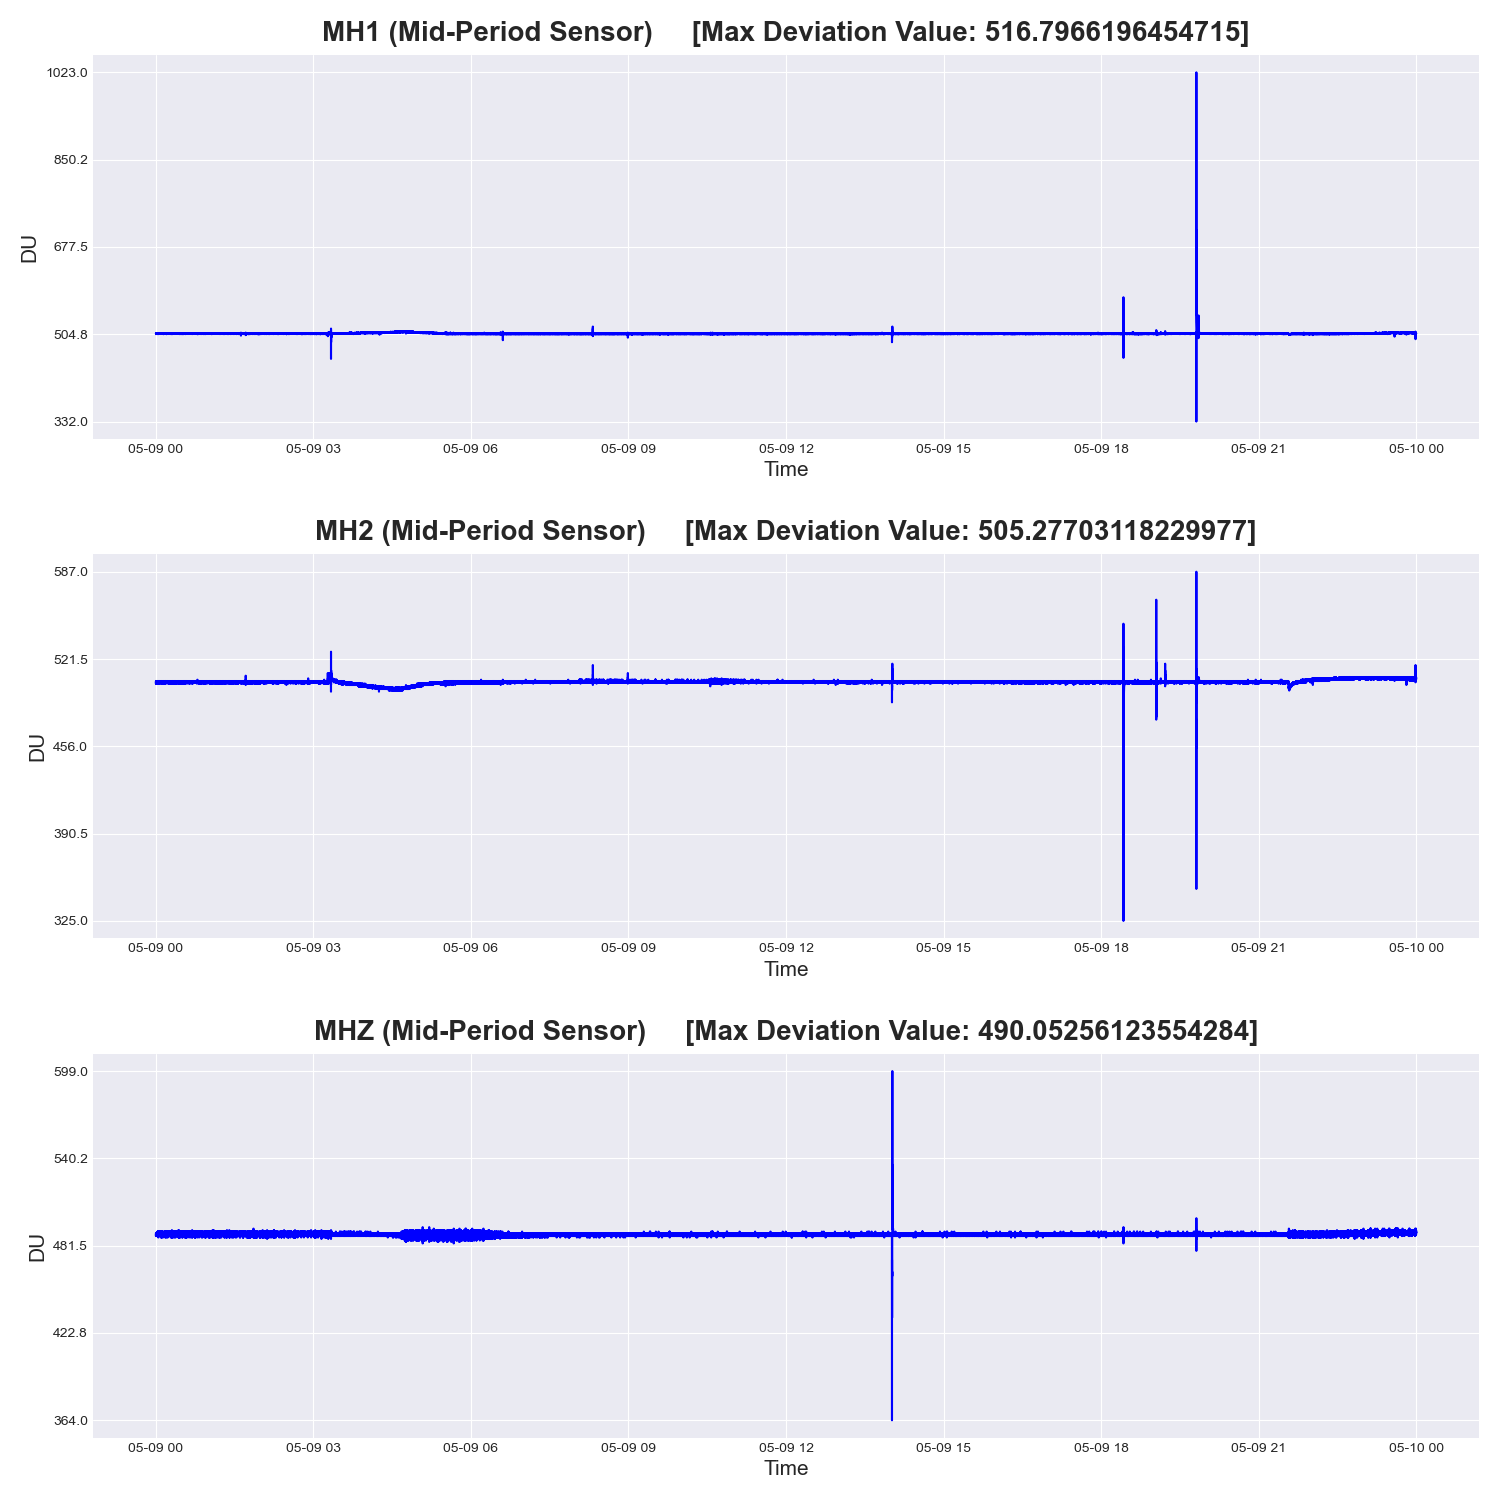 MH1 (Mid-Period Sensor) [Max Deviation Value: 516.7966196454715]
1023.0
850.2
677.5
504.8
332.0
DU
05-09 00 05-09 03 05-09 06 05-09 09 05-09 12 05-09 15 05-09 18 05-09 21 05-10 00
Time
MH2 (Mid-Period Sensor) [Max Deviation Value: 505.27703118229977]
587.0
521.5
456.0
390.5
325.0
DU
05-09 00 05-09 03 05-09 06 05-09 09 05-09 12 05-09 15 05-09 18 05-09 21 05-10 00
Time
MHZ (Mid-Period Sensor) [Max Deviation Value: 490.05256123554284]
599.0
540.2
481.5
422.8
364.0
DU
05-09 00 05-09 03 05-09 06 05-09 09 05-09 12 05-09 15 05-09 18 05-09 21 05-10 00
Time